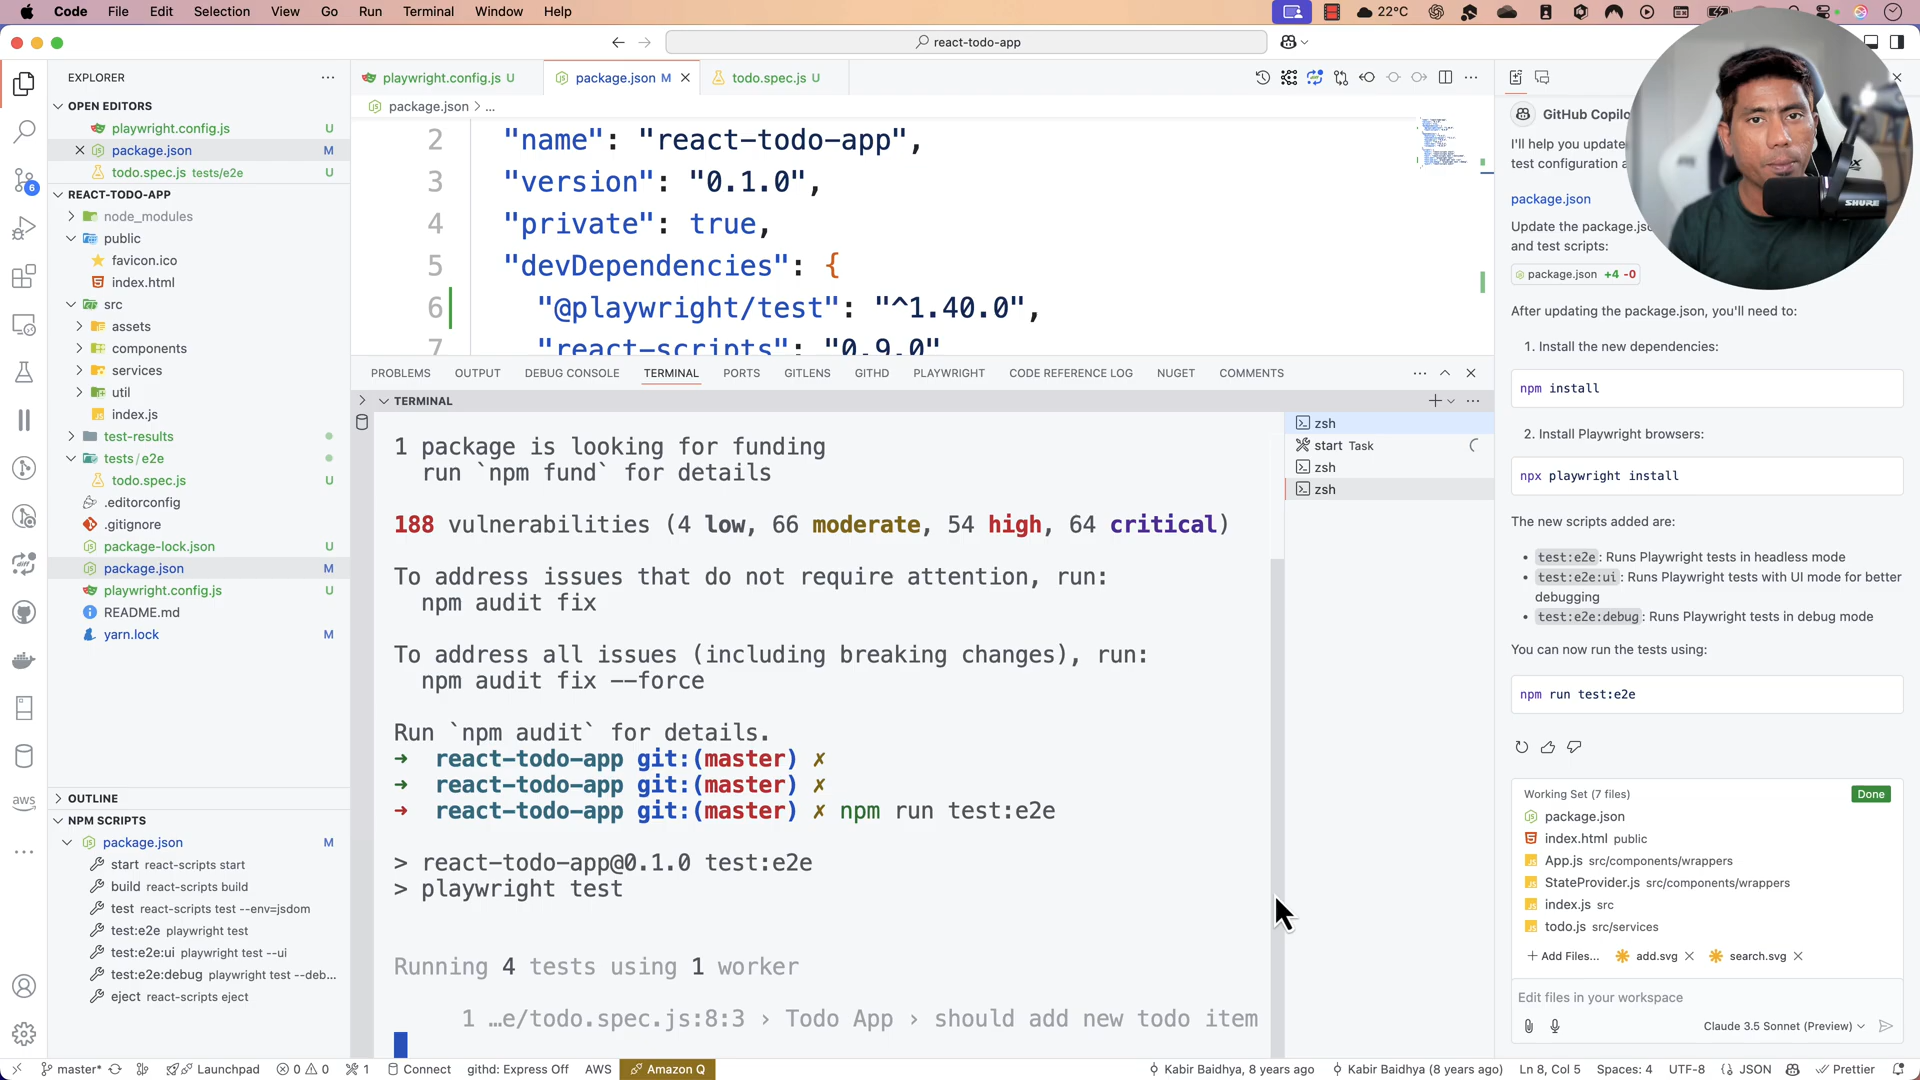 Code File Edit Selection View Go Run Terminal Window Help
22°C
react-todo-app
EXPLORER
OPEN EDITORS
playwright.config.js U
package.json M
todo.spec.js tests/e2e U
REACT-TODO-APP
node_modules
public
favicon.ico
index.html
src
assets
components
services
util
index.js
test-results
tests/e2e
todo.spec.js U
.editorconfig
.gitignore
package-lock.json U
package.json M
playwright.config.js U
README.md
yarn.lock M
OUTLINE
NPM SCRIPTS
package.json M
start react-scripts start
build react-scripts build
test react-scripts test --env=jsdom
test:e2e playwright test
test:e2e:ui playwright test --ui
test:e2e:debug playwright test --deb...
eject react-scripts eject
6
aws
playwright.config.js U
package.json M
todo.spec.js U
package.json > ...
2 "name": "react-todo-app",
3 "version": "0.1.0",
4 "private": true,
5 "devDependencies": {
6 "@playwright/test": "^1.40.0",
7 "react-scripts": "0.9.0"
PROBLEMS OUTPUT DEBUG CONSOLE TERMINAL PORTS GITLENS GITHD PLAYWRIGHT CODE REFERENCE LOG NUGET COMMENTS
TERMINAL
1 package is looking for funding
run `npm fund` for details
188 vulnerabilities (4 low, 66 moderate, 54 high, 64 critical)
To address issues that do not require attention, run:
npm audit fix
To address all issues (including breaking changes), run:
npm audit fix --force
Run `npm audit` for details.
➜ react-todo-app git:(master) ✗
➜ react-todo-app git:(master) ✗
➜ react-todo-app git:(master) ✗ npm run test:e2e
> react-todo-app@0.1.0 test:e2e
> playwright test
Running 4 tests using 1 worker
1 …e/todo.spec.js:8:3 › Todo App › should add new todo item
zsh
start Task
zsh
zsh
GitHub Copilo
I'll help you update
test configuration a
package.json
Update the package.jso
and test scripts:
package.json +4 -0
After updating the package.json, you'll need to:
1. Install the new dependencies:
npm install
2. Install Playwright browsers:
npx playwright install
The new scripts added are:
• test:e2e: Runs Playwright tests in headless mode
• test:e2e:ui: Runs Playwright tests with UI mode for better
debugging
• test:e2e:debug: Runs Playwright tests in debug mode
You can now run the tests using:
npm run test:e2e
Working Set (7 files) Done
package.json
index.html public
App.js src/components/wrappers
StateProvider.js src/components/wrappers
index.js src
todo.js src/services
+ Add Files... add.svg search.svg
Edit files in your workspace
Claude 3.5 Sonnet (Preview)
SHURE
master* Launchpad 0 0 1 Connect githd: Express Off AWS Amazon Q Kabir Baidhya, 8 years ago Kabir Baidhya (8 years ago) Ln 8, Col 5 Spaces: 4 UTF-8 {} JSON Prettier